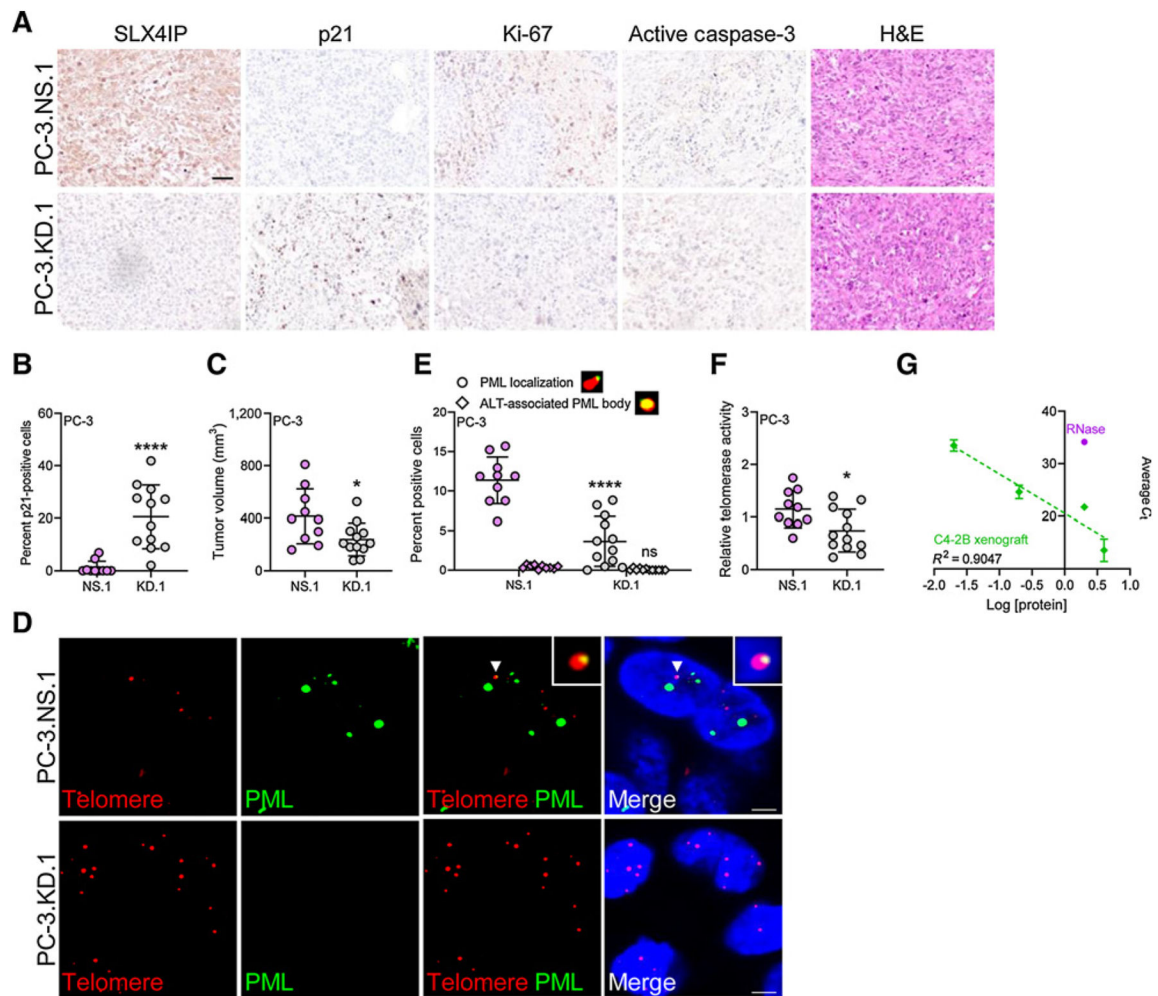 A
SLX4IP p21 Ki-67 Active caspase-3 H&E
PC-3.NS.1
PC-3.KD.1
B
Percent p21-positive cells
60
40
20
0
PC-3
****
NS.1 KD.1
C
Tumor volume (mm3)
1,200
800
400
0
PC-3
*
NS.1 KD.1
E
PML localization
ALT-associated PML body
Percent positive cells
20
15
10
5
0
PC-3
****
ns
NS.1 KD.1
F
Relative telomerase activity
3
2
1
0
PC-3
*
NS.1 KD.1
G
40
30
20
RNase
Average Ct
C4-2B xenograft
R2 = 0.9047
-2.0 -1.5 -1.0 -0.5 0.0 0.5 1.0
Log [protein]
D
PC-3.NS.1
Telomere PML Telomere PML Merge
PC-3.KD.1
Telomere PML Telomere PML Merge